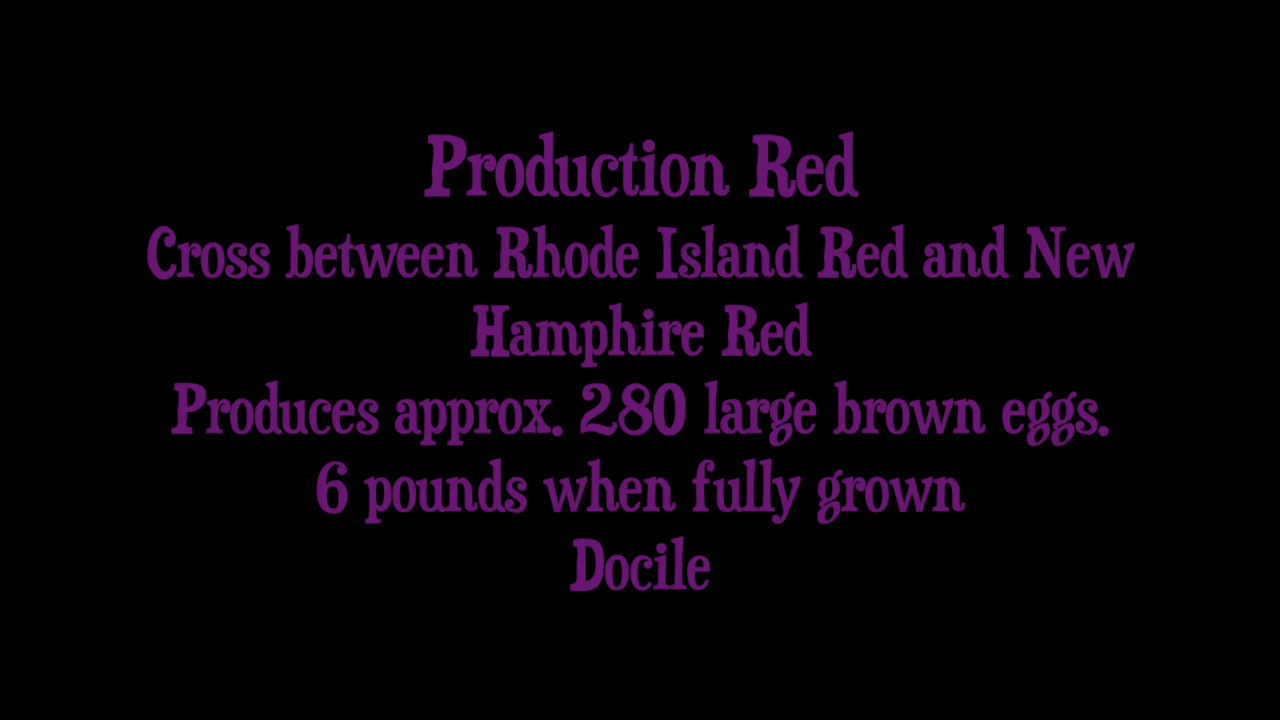 Production Red
Cross between Rhode Island Red and New
Hamphire Red
Produces approx. 280 large brown eggs.
6 pounds when fully grown
Docile